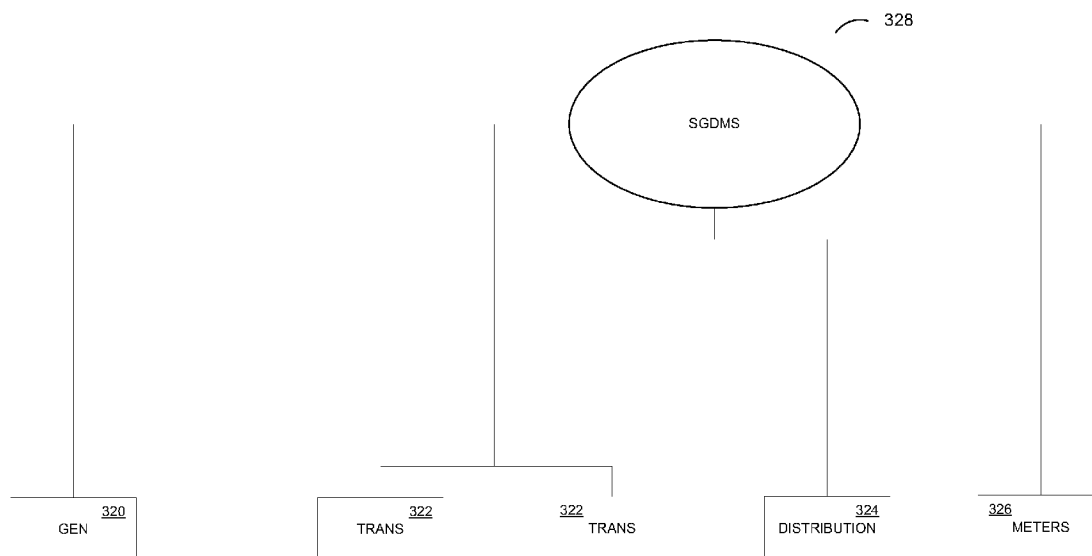 328
SGDMS
320
GEN
322
TRANS
322
TRANS
324
DISTRIBUTION
326
METERS